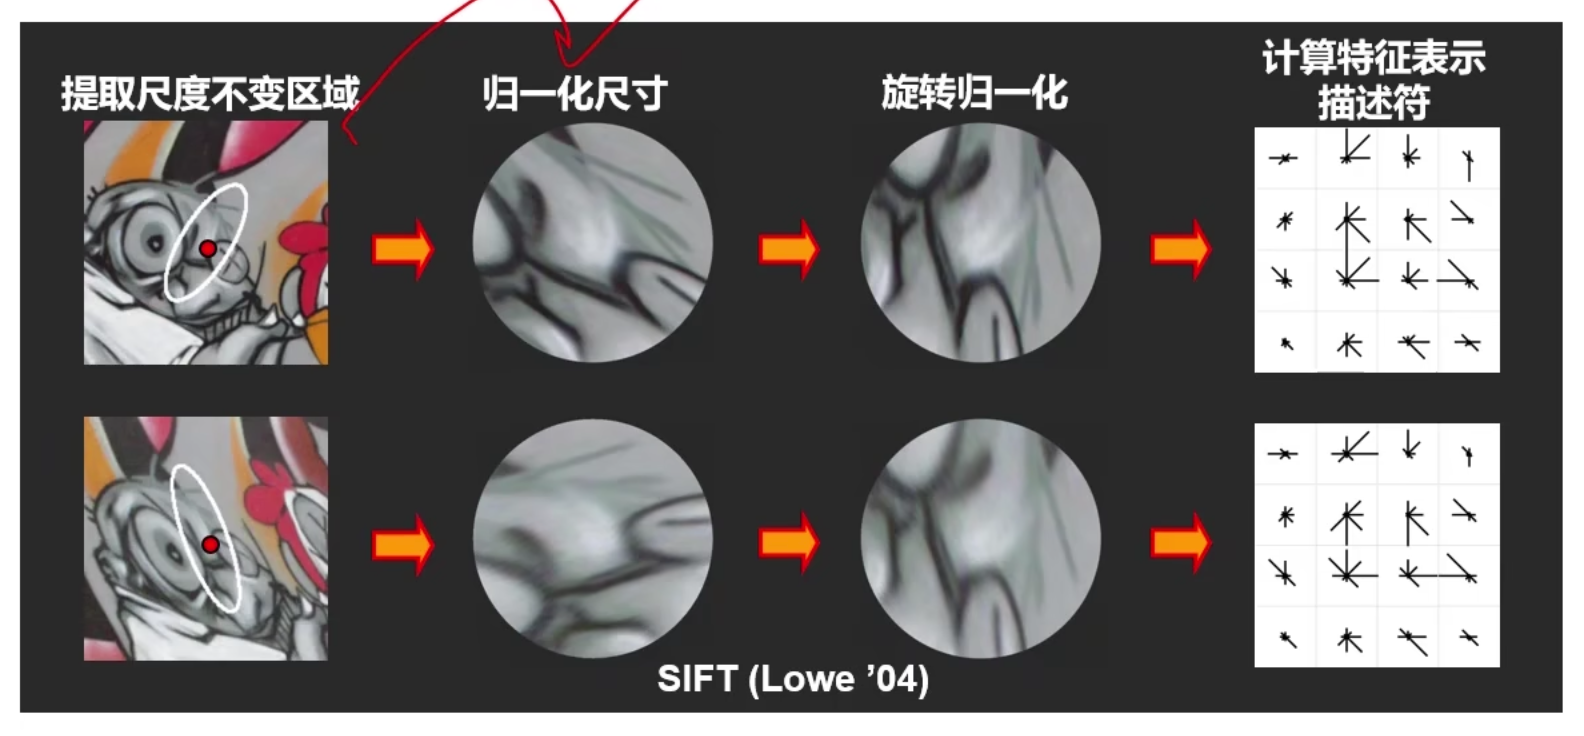 提取尺度不变区域
归一化尺寸
旋转归一化
计算特征表示
描述符
SIFT (Lowe ’04)